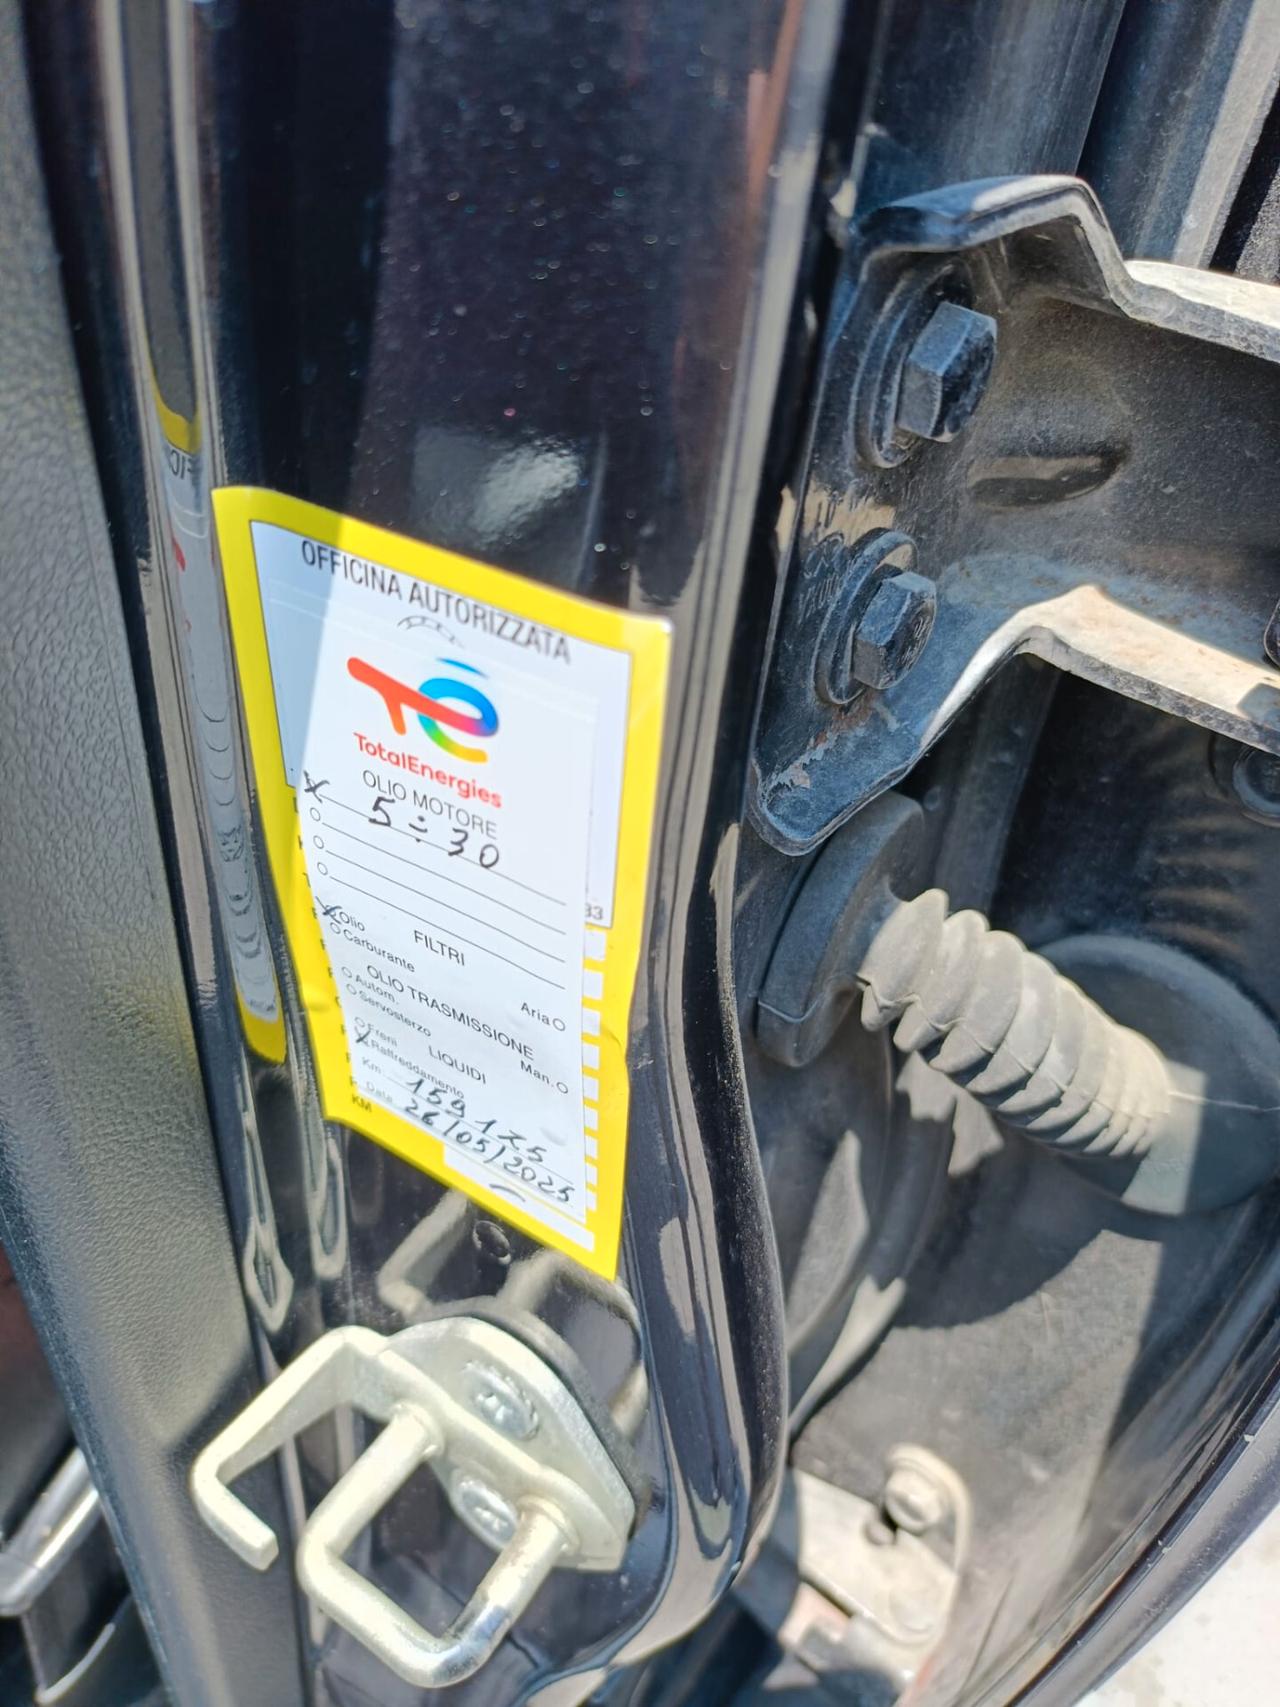 OFFICINA AUTORIZZATA
TotalEnergies
OLIO MOTORE
5÷30
33
Olio
FILTRI
Carburante
Aria
OLIO TRASMISSIONE
Autom.
Man.
Servosterzo
LIQUIDI
Freni
Raffreddamento
Km 159175
Data 26/05/2025
KM